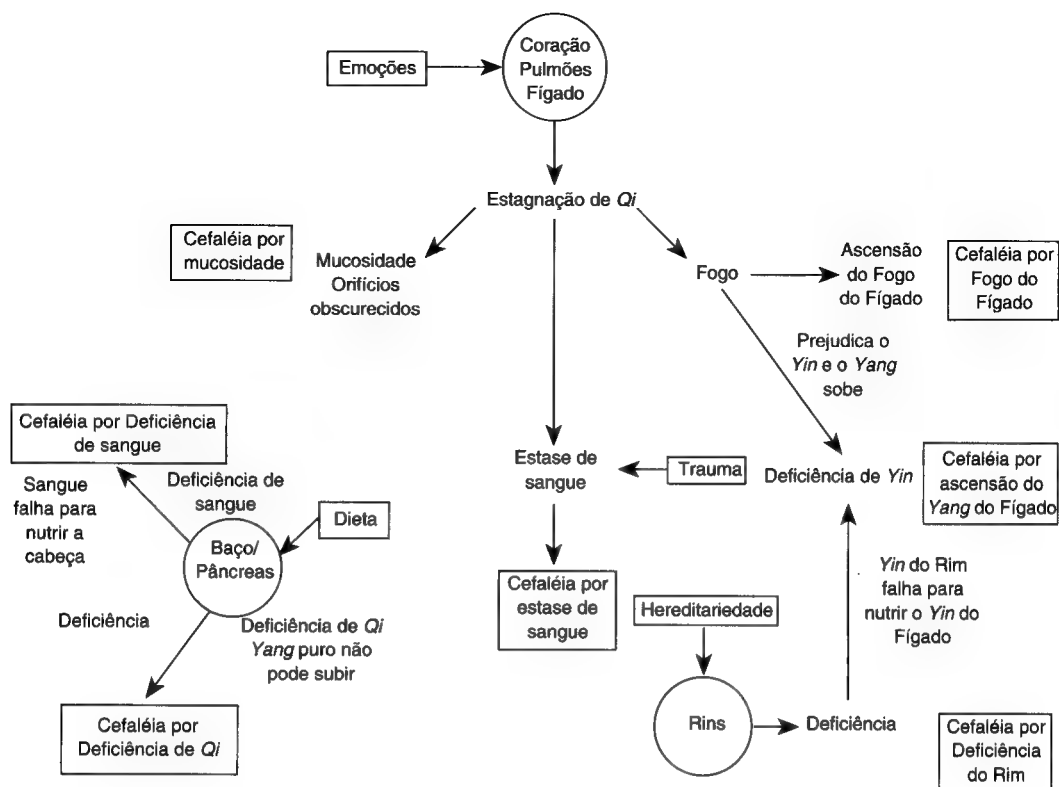 Emoções
Coração
Pulmões
Fígado
Estagnação de Qi
Cefaléia por
mucosidade
Mucosidade
Orifícios
obscurecidos
Fogo
Ascensão
do Fogo
do Fígado
Cefaléia por
Fogo do
Fígado
Prejudica o
Yin e o Yang
sobe
Cefaléia por Deficiência
de sangue
Sangue
falha para
nutrir a
cabeça
Deficiência de
sangue
Dieta
Baço/
Pâncreas
Deficiência
Deficiência de Qi
Yang puro não
pode subir
Cefaléia por
Deficiência de Qi
Estase de
sangue
Trauma
Deficiência de Yin
Cefaléia por
ascensão do
Yang do Fígado
Cefaléia por
estase de
sangue
Hereditariedade
Yin do Rim
falha para
nutrir o Yin do
Fígado
Rins
Deficiência
Cefaléia por
Deficiência
do Rim